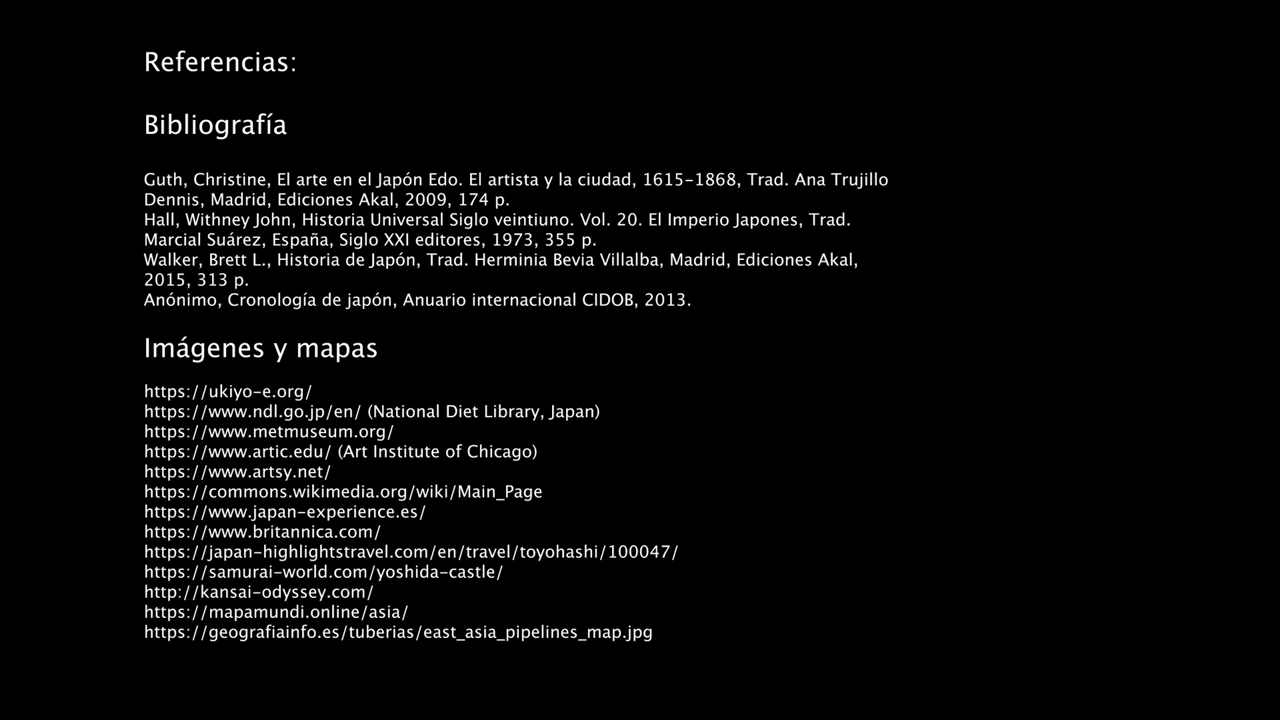 Referencias:
Bibliografía
Guth, Christine, El arte en el Japón Edo. El artista y la ciudad, 1615-1868, Trad. Ana Trujillo
Dennis, Madrid, Ediciones Akal, 2009, 174 p.
Hall, Withney John, Historia Universal Siglo veintiuno. Vol. 20. El Imperio Japones, Trad.
Marcial Suárez, España, Siglo XXI editores, 1973, 355 p.
Walker, Brett L., Historia de Japón, Trad. Herminia Bevia Villalba, Madrid, Ediciones Akal,
2015, 313 p.
Anónimo, Cronología de japón, Anuario internacional CIDOB, 2013.
Imágenes y mapas
https://ukiyo-e.org/
https://www.ndl.go.jp/en/ (National Diet Library, Japan)
https://www.metmuseum.org/
https://www.artic.edu/ (Art Institute of Chicago)
https://www.artsy.net/
https://commons.wikimedia.org/wiki/Main_Page
https://www.japan-experience.es/
https://www.britannica.com/
https://japan-highlightstravel.com/en/travel/toyohashi/100047/
https://samurai-world.com/yoshida-castle/
http://kansai-odyssey.com/
https://mapamundi.online/asia/
https://geografiainfo.es/tuberias/east_asia_pipelines_map.jpg